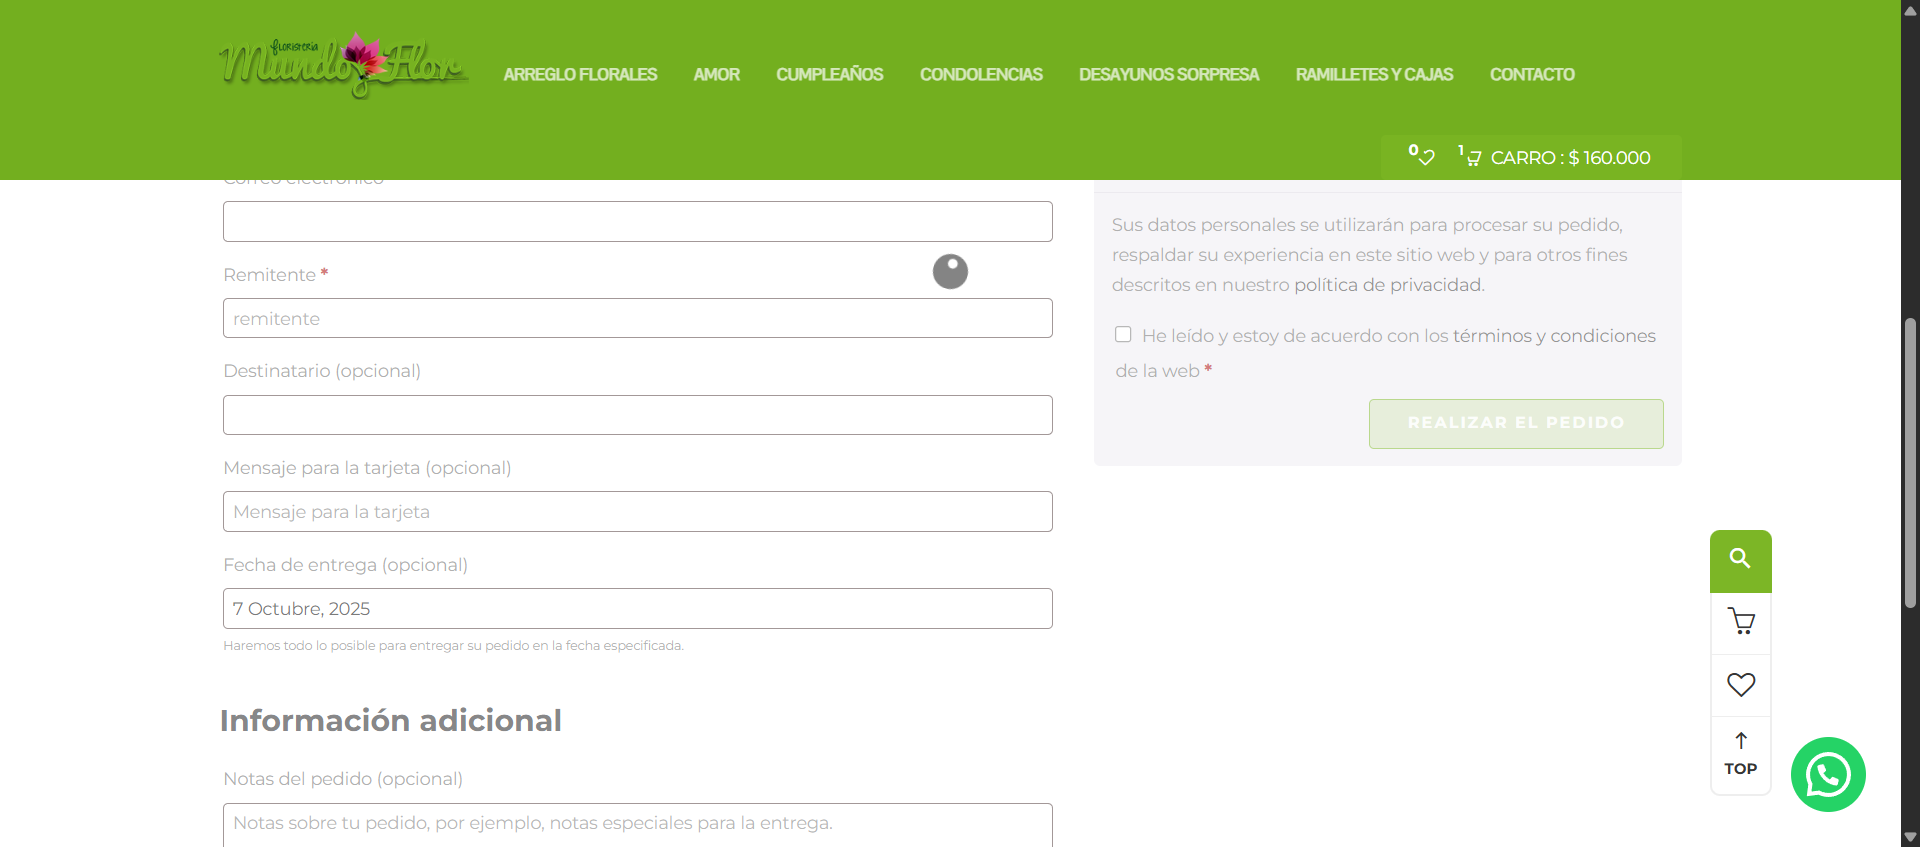 floristeria
Mundo Flor
ARREGLO FLORALES
AMOR
CUMPLEAÑOS
CONDOLENCIAS
DESAYUNOS SORPRESA
RAMILLETES Y CAJAS
CONTACTO
0
1
CARRO : $ 160.000
Correo electrónico
Remitente *
remitente
Destinatario (opcional)
Mensaje para la tarjeta (opcional)
Mensaje para la tarjeta
Fecha de entrega (opcional)
7 Octubre, 2025
Haremos todo lo posible para entregar su pedido en la fecha especificada.
Información adicional
Notas del pedido (opcional)
Notas sobre tu pedido, por ejemplo, notas especiales para la entrega.
Sus datos personales se utilizarán para procesar su pedido,
respaldar su experiencia en este sitio web y para otros fines
descritos en nuestro política de privacidad.
He leído y estoy de acuerdo con los términos y condiciones
de la web *
REALIZAR EL PEDIDO
TOP